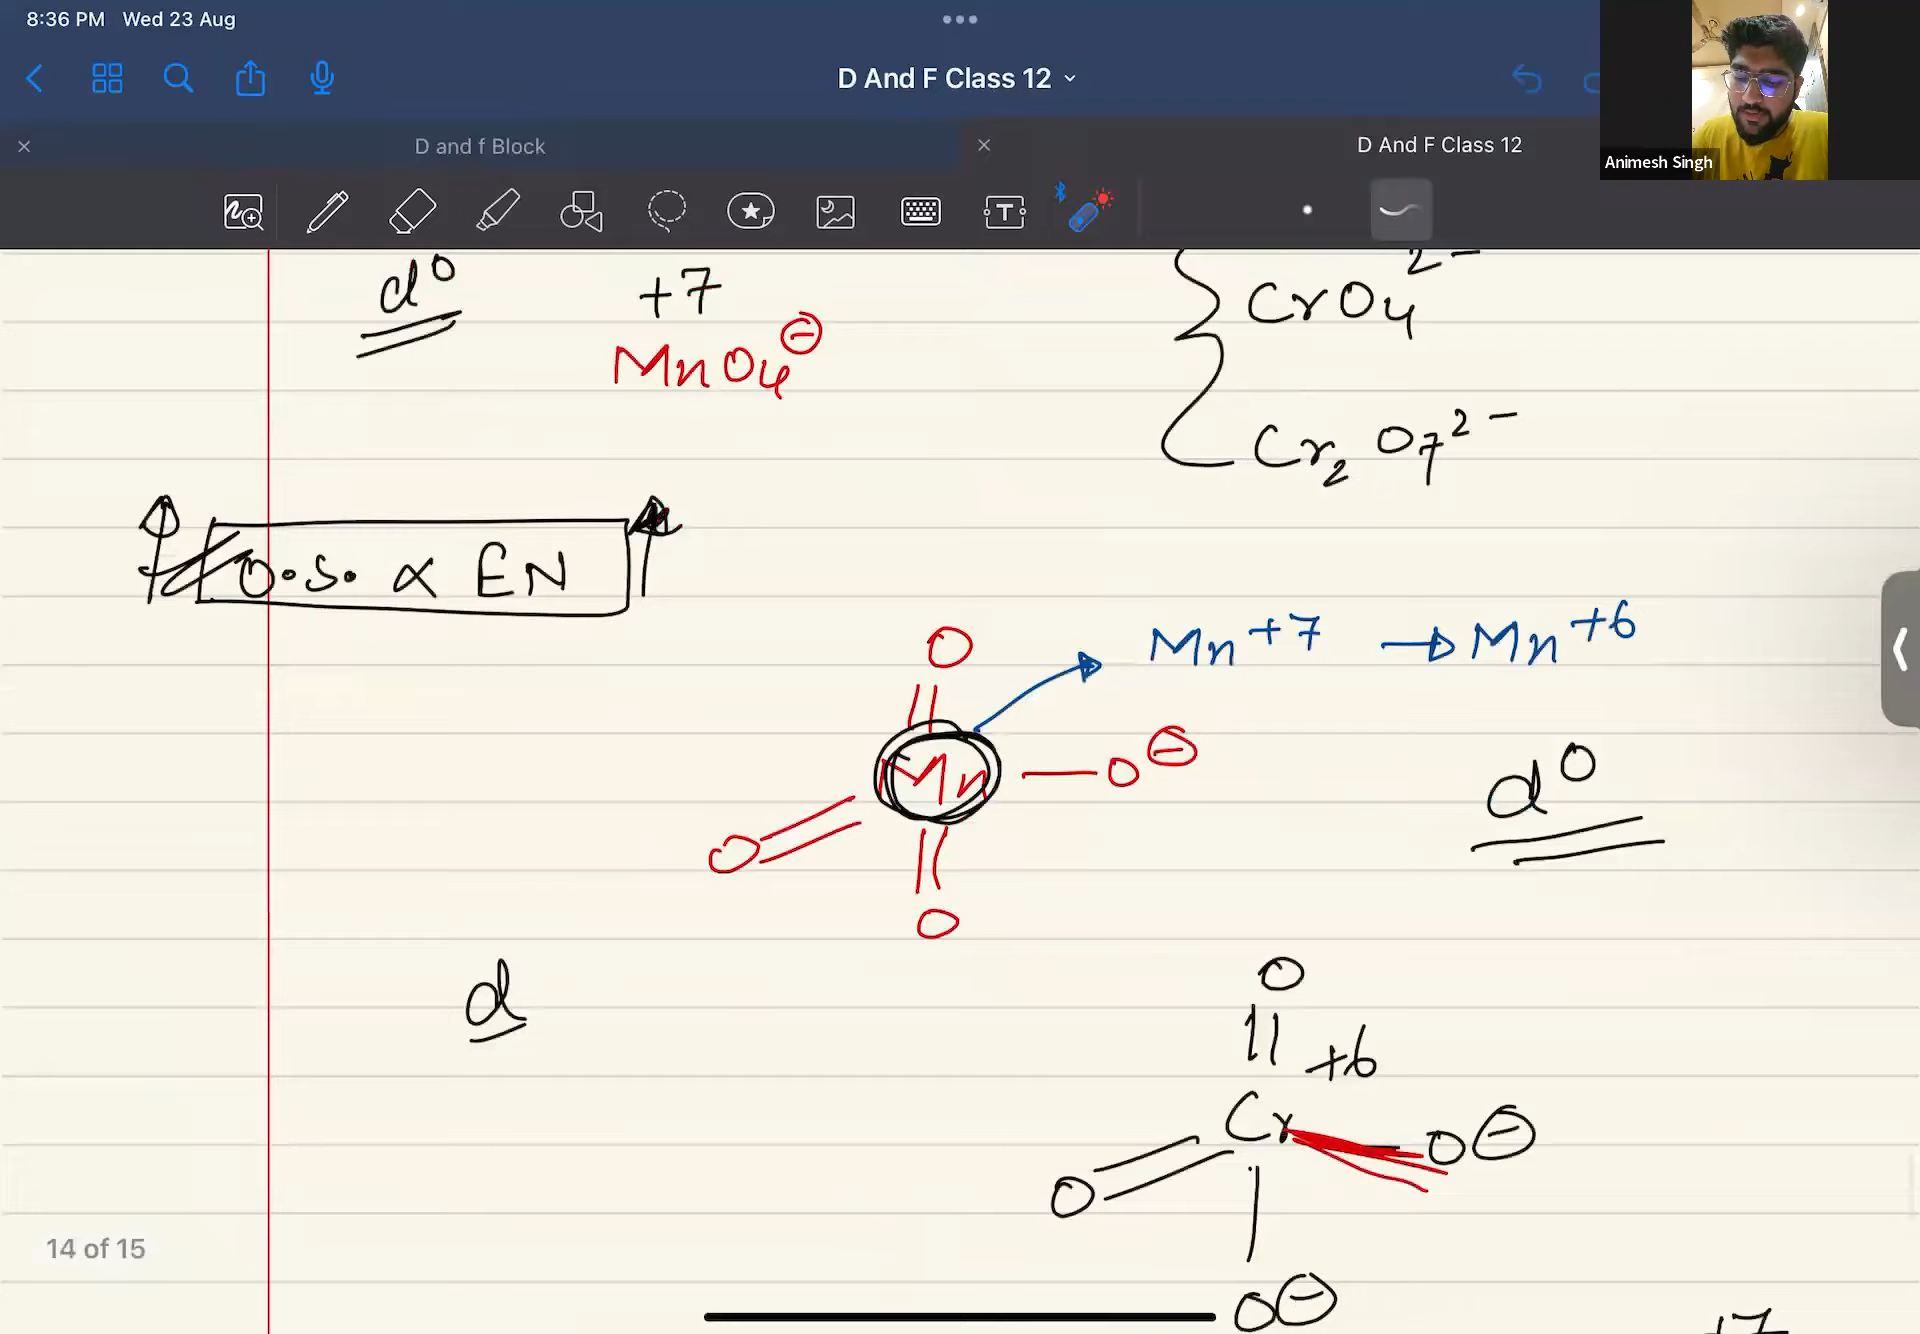 8:36 PM Wed 23 Aug
D And F Class 12
Animesh Singh
D and f Block
D And F Class 12
T
d⁰ +7
MnO₄⊖
CrO₄²⁻
Cr₂O₇²⁻
O.S. ∝ EN
Mn⁺⁷ → Mn⁺⁶
O
Mn — O⊖
O
O
d⁰
d
O
+6
Cr O⊖
O
O⊖
+7
14 of 15